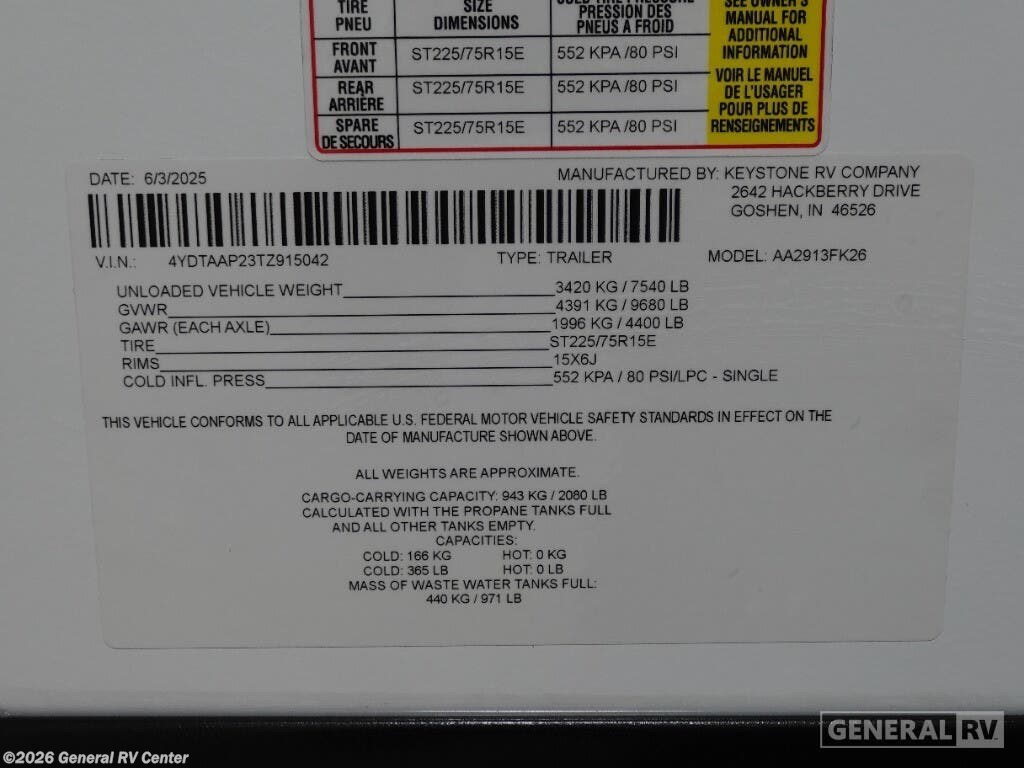 TIRE SIZE COLD TIRE PRESSURE SEE OWNER'S
PNEU DIMENSIONS PRESSION DES MANUAL FOR
PNEUS A FROID ADDITIONAL
FRONT ST225/75R15E 552 KPA /80 PSI INFORMATION
AVANT
REAR ST225/75R15E 552 KPA /80 PSI VOIR LE MANUEL
ARRIÈRE DE L'USAGER
SPARE ST225/75R15E 552 KPA /80 PSI POUR PLUS DE
DE SECOURS RENSEIGNEMENTS
DATE: 6/3/2025 MANUFACTURED BY: KEYSTONE RV COMPANY
2642 HACKBERRY DRIVE
GOSHEN, IN 46526
V.I.N.: 4YDTAAP23TZ915042 TYPE: TRAILER MODEL: AA2913FK26
UNLOADED VEHICLE WEIGHT 3420 KG / 7540 LB
GVWR 4391 KG / 9680 LB
GAWR (EACH AXLE) 1996 KG / 4400 LB
TIRE ST225/75R15E
RIMS 15X6J
COLD INFL. PRESS 552 KPA / 80 PSI/LPC - SINGLE
THIS VEHICLE CONFORMS TO ALL APPLICABLE U.S. FEDERAL MOTOR VEHICLE SAFETY STANDARDS IN EFFECT ON THE
DATE OF MANUFACTURE SHOWN ABOVE.
ALL WEIGHTS ARE APPROXIMATE.
CARGO-CARRYING CAPACITY: 943 KG / 2080 LB
CALCULATED WITH THE PROPANE TANKS FULL
AND ALL OTHER TANKS EMPTY.
CAPACITIES:
COLD: 166 KG HOT: 0 KG
COLD: 365 LB HOT: 0 LB
MASS OF WASTE WATER TANKS FULL:
440 KG / 971 LB
GENERAL RV
©2026 General RV Center